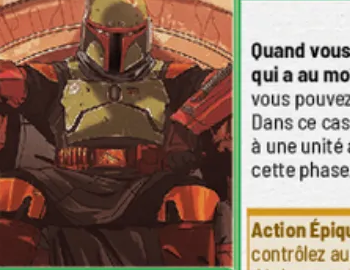 Quand vous
qui a au mo
vous pouvez
Dans ce cas
à une unité a
cette phase
Action Épiqu
contrôlez au